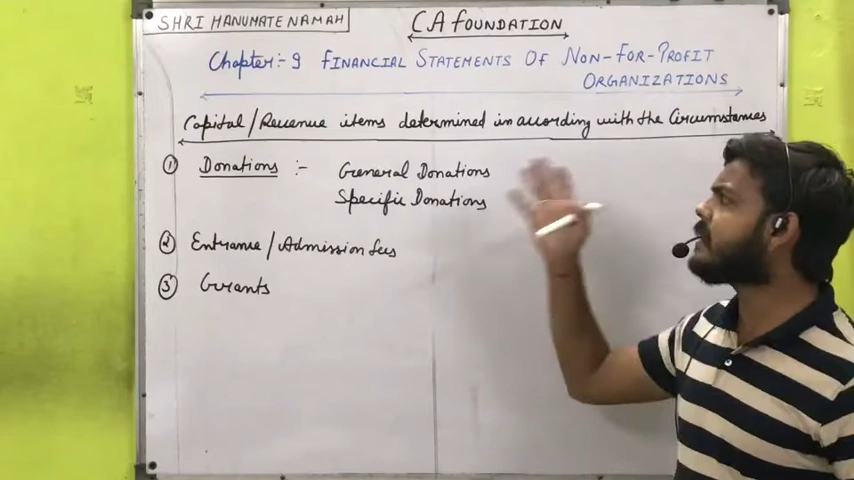 SHRI HANUMATE NAMAH
CA FOUNDATION
Chapter:-9 FINANCIAL STATEMENTS OF NON-FOR-PROFIT
ORGANIZATIONS
Capital/Revenue items determined in according with the Circumstances
① Donations :- General Donations
Specific Donations
② Entrance/Admission fees
③ Grants